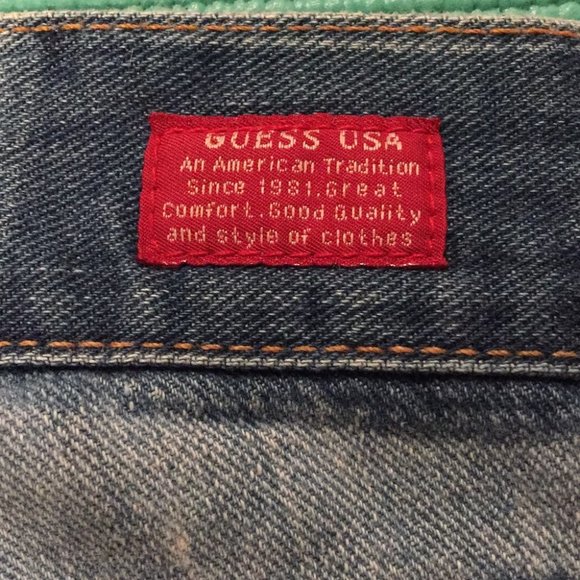 GUESS USA
An American Tradition
Since 1981.Great
Comfort.Good Quality
and style of clothes